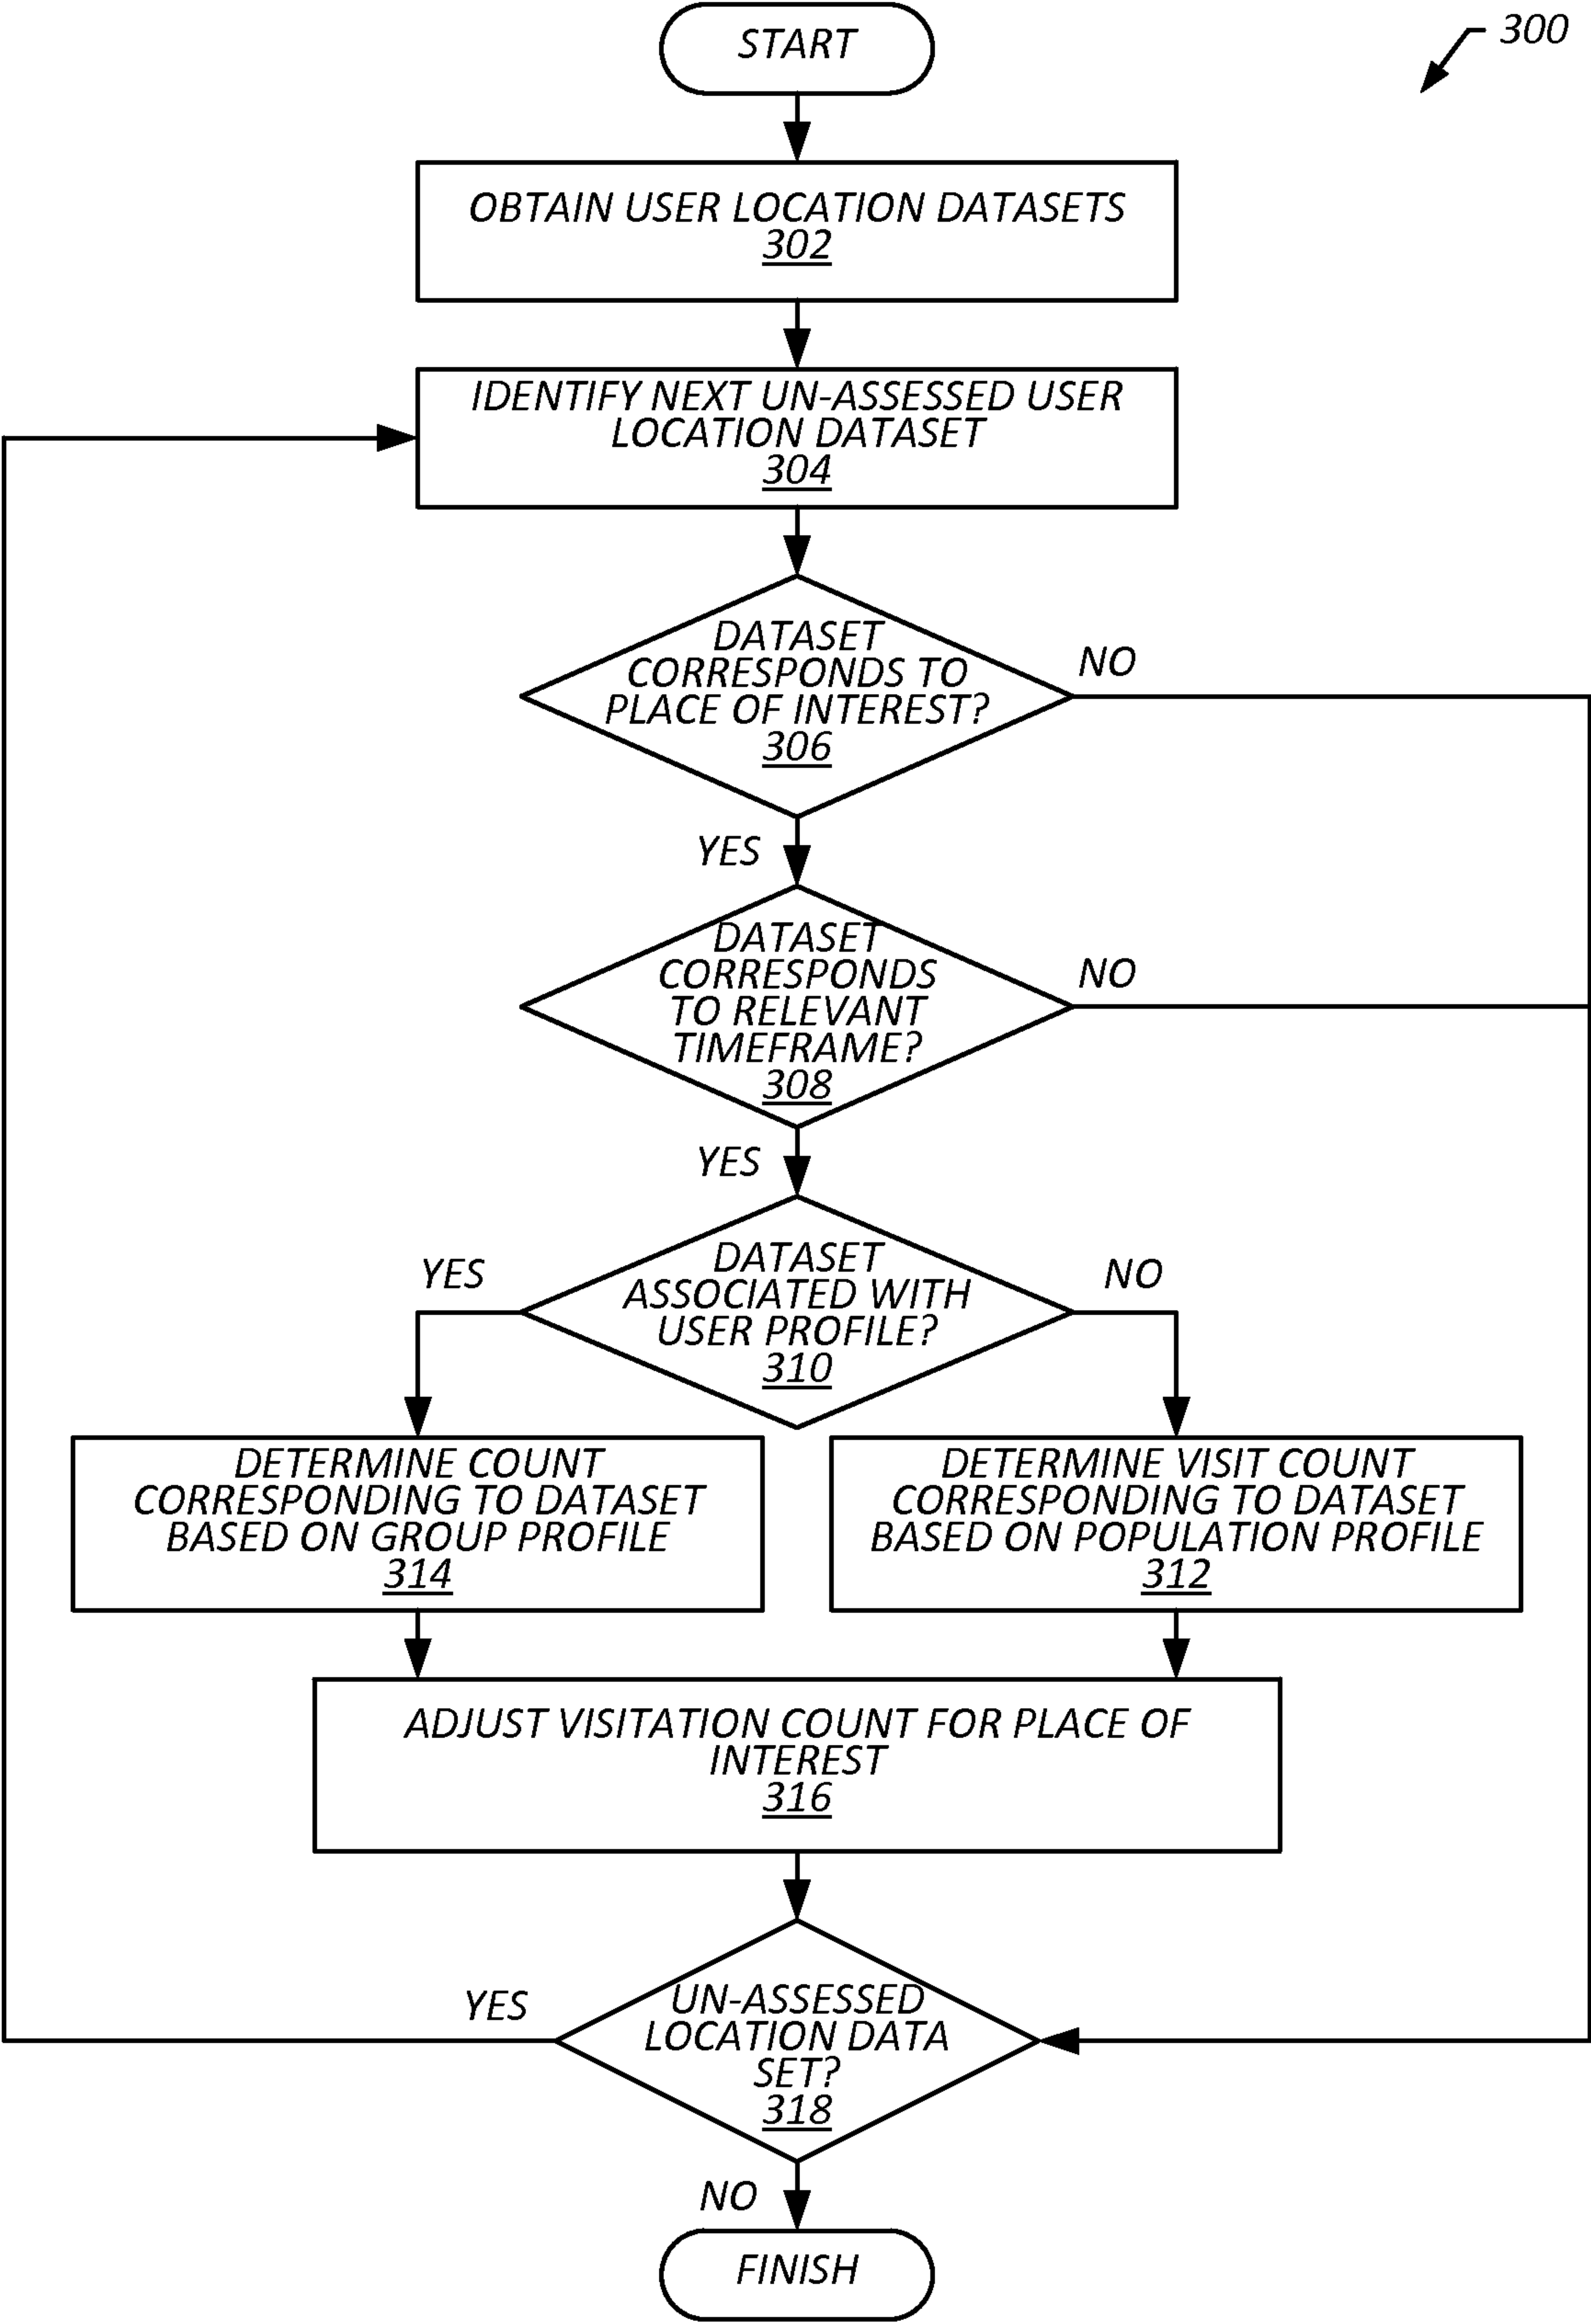 START
300
OBTAIN USER LOCATION DATASETS
302
IDENTIFY NEXT UN-ASSESSED USER
LOCATION DATASET
304
DATASET
CORRESPONDS TO
PLACE OF INTEREST?
306
NO
YES
DATASET
CORRESPONDS
TO RELEVANT
TIMEFRAME?
308
NO
YES
DATASET
ASSOCIATED WITH
USER PROFILE?
310
YES
NO
DETERMINE COUNT
CORRESPONDING TO DATASET
BASED ON GROUP PROFILE
314
DETERMINE VISIT COUNT
CORRESPONDING TO DATASET
BASED ON POPULATION PROFILE
312
ADJUST VISITATION COUNT FOR PLACE OF
INTEREST
316
UN-ASSESSED
LOCATION DATA
SET?
318
YES
NO
FINISH